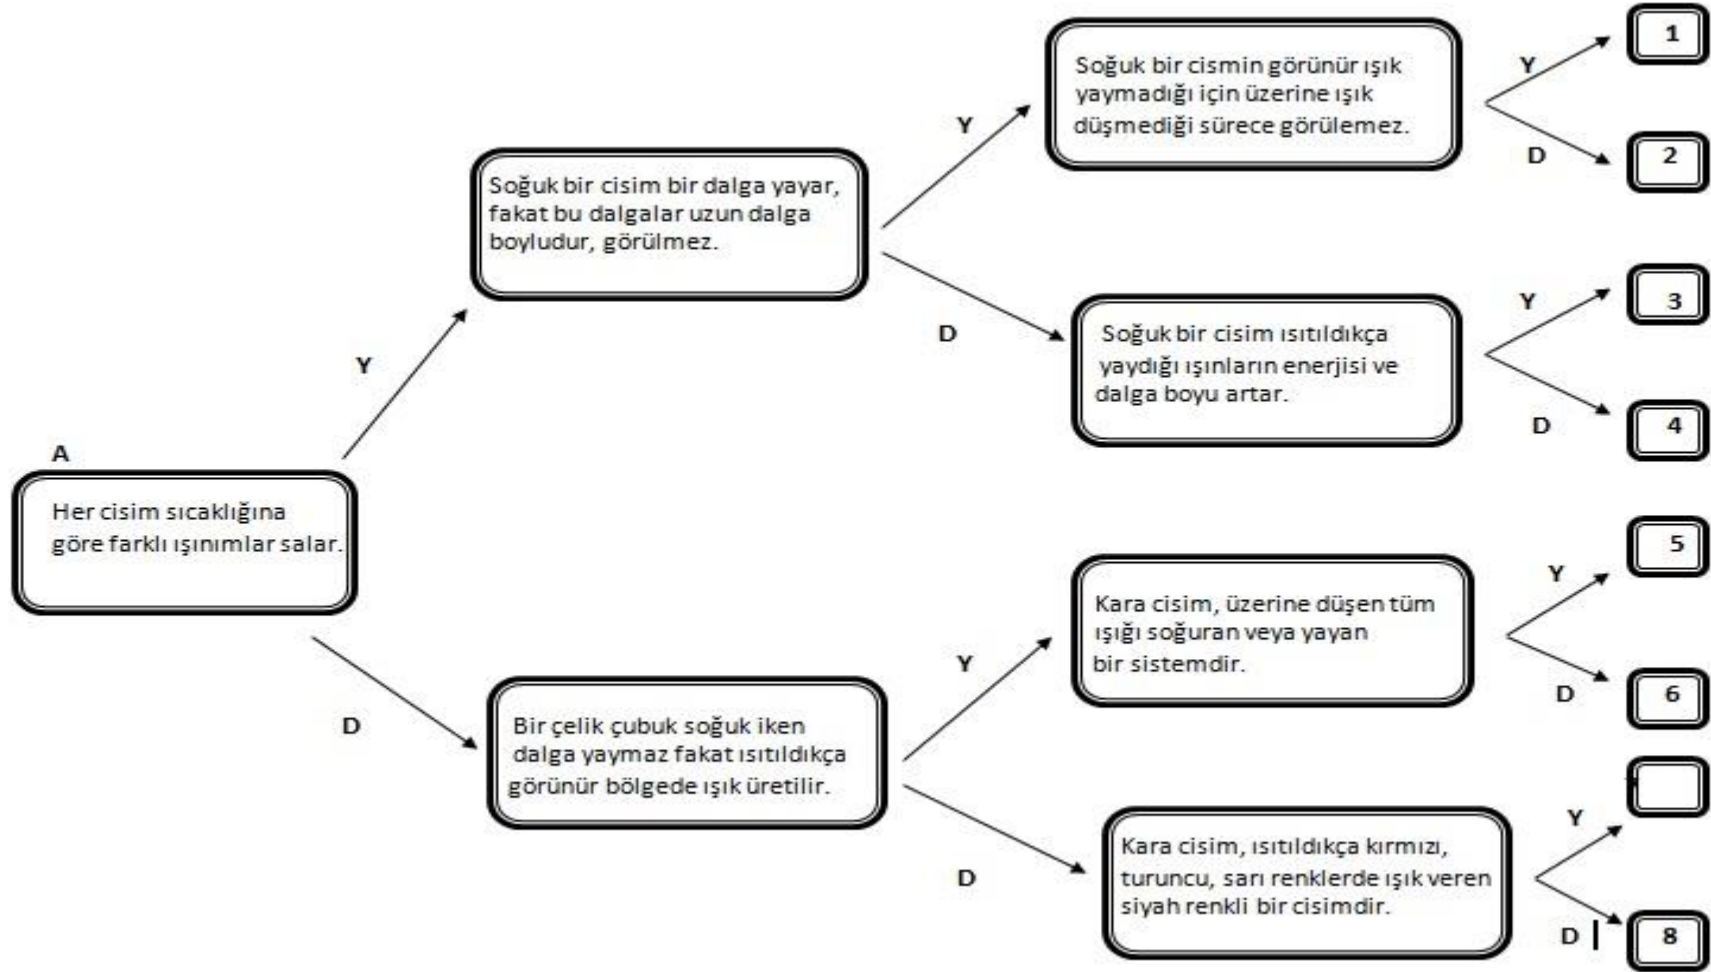 A
Her cisim sıcaklığına
göre farklı ışınımlar salar.
Y
D
Soğuk bir cisim bir dalga yayar,
fakat bu dalgalar uzun dalga
boyludur, görülmez.
Y
D
Bir çelik çubuk soğuk iken
dalga yaymaz fakat ısıtıldıkça
görünür bölgede ışık üretilir.
Y
D
Soğuk bir cismin görünür ışık
yaymadığı için üzerine ışık
düşmediği sürece görülemez.
Y
1
D
2
Soğuk bir cisim ısıtıldıkça
yaydığı ışınların enerjisi ve
dalga boyu artar.
Y
3
D
4
Kara cisim, üzerine düşen tüm
ışığı soğuran veya yayan
bir sistemdir.
Y
5
D
6
Kara cisim, ısıtıldıkça kırmızı,
turuncu, sarı renklerde ışık veren
siyah renkli bir cisimdir.
Y
D
8